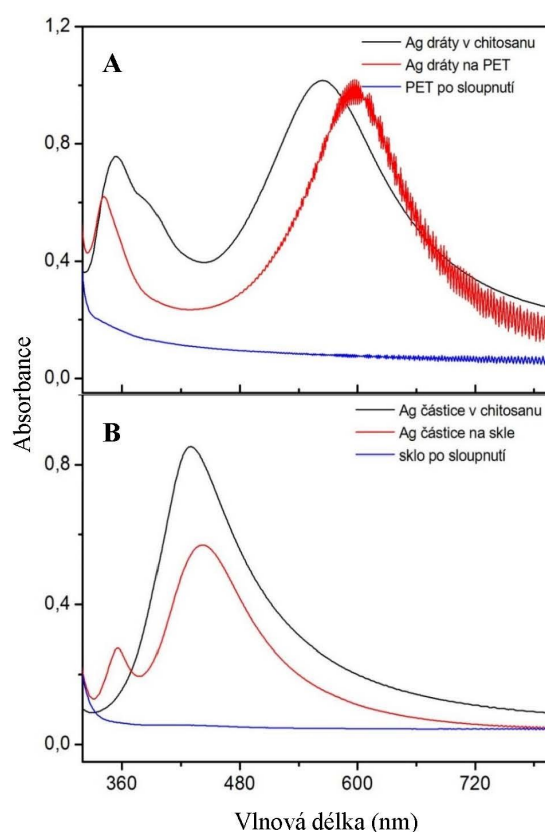 1,2
A
Ag dráty v chitosanu
Ag dráty na PET
PET po sloupnutí
0,8
0,4
0,0
Absorbance
B
Ag částice v chitosanu
Ag částice na skle
sklo po sloupnutí
0,8
0,4
0,0
360 480 600 720
Vlnová délka (nm)